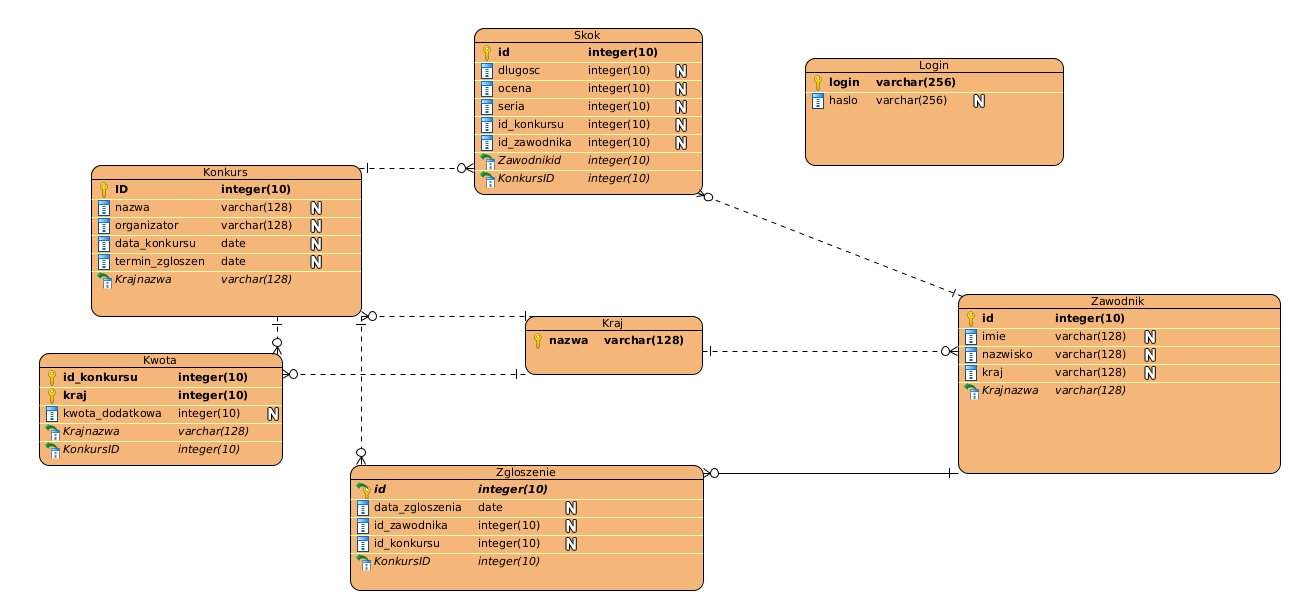 Skok
id integer(10)
dlugosc integer(10) N
ocena integer(10) N
seria integer(10) N
id_konkursu integer(10) N
id_zawodnika integer(10) N
Zawodnikid integer(10)
KonkursID integer(10)
Login
login varchar(256)
haslo varchar(256) N
Konkurs
ID integer(10)
nazwa varchar(128) N
organizator varchar(128) N
data_konkursu date N
termin_zgloszen date N
Krajnazwa varchar(128)
Kraj
nazwa varchar(128)
Zawodnik
id integer(10)
imie varchar(128) N
nazwisko varchar(128) N
kraj varchar(128) N
Krajnazwa varchar(128)
Kwota
id_konkursu integer(10)
kraj integer(10)
kwota_dodatkowa integer(10) N
Krajnazwa varchar(128)
KonkursID integer(10)
Zgloszenie
id integer(10)
data_zgloszenia date N
id_zawodnika integer(10) N
id_konkursu integer(10) N
KonkursID integer(10)